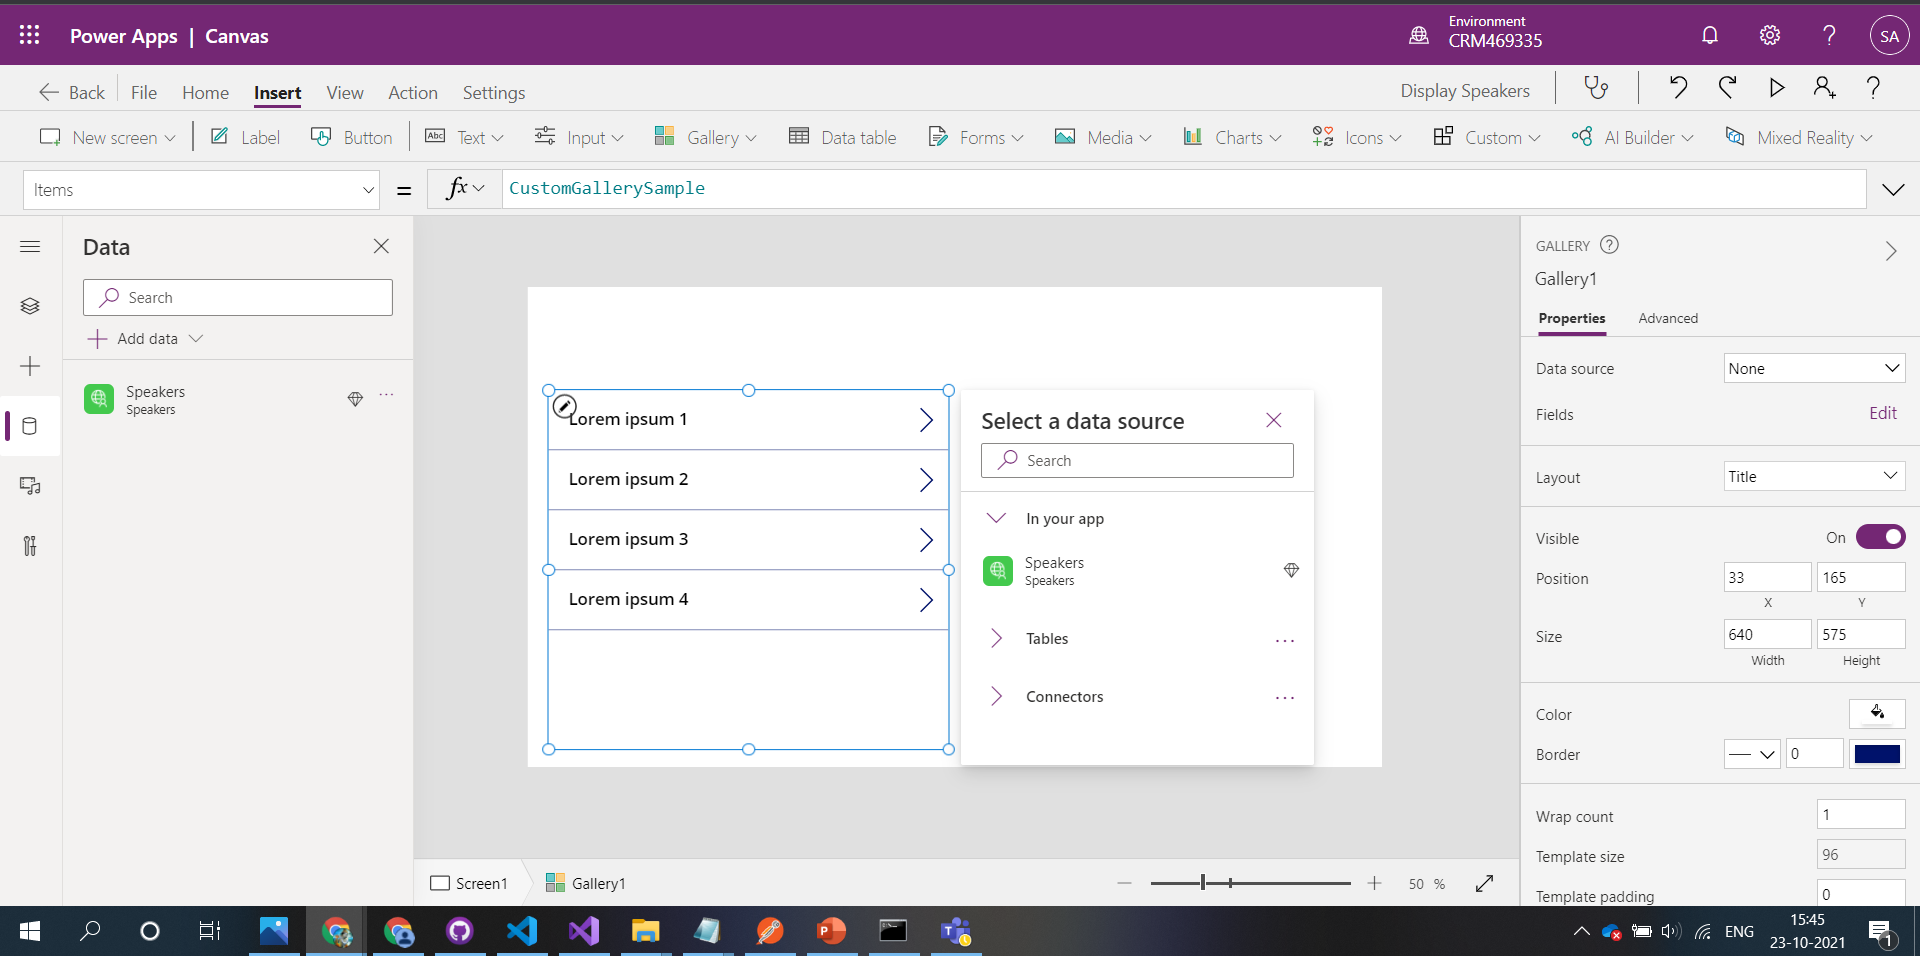 Power Apps | Canvas
Environment
CRM469335
SA
Back File Home Insert View Action Settings
Display Speakers
New screen Label Button Abc Text Input Gallery Data table Forms Media Charts Icons Custom AI Builder Mixed Reality
Items = fx CustomGallerySample
Data
Search
Add data
Speakers
Speakers
Lorem ipsum 1
Lorem ipsum 2
Lorem ipsum 3
Lorem ipsum 4
Select a data source
Search
In your app
Speakers
Speakers
Tables
Connectors
GALLERY
Gallery1
Properties Advanced
Data source None
Fields Edit
Layout Title
Visible On
Position 33 165
X Y
Size 640 575
Width Height
Color
Border 0
Wrap count 1
Template size 96
Template padding 0
Screen1 Gallery1
50 %
ENG
15:45
23-10-2021
1